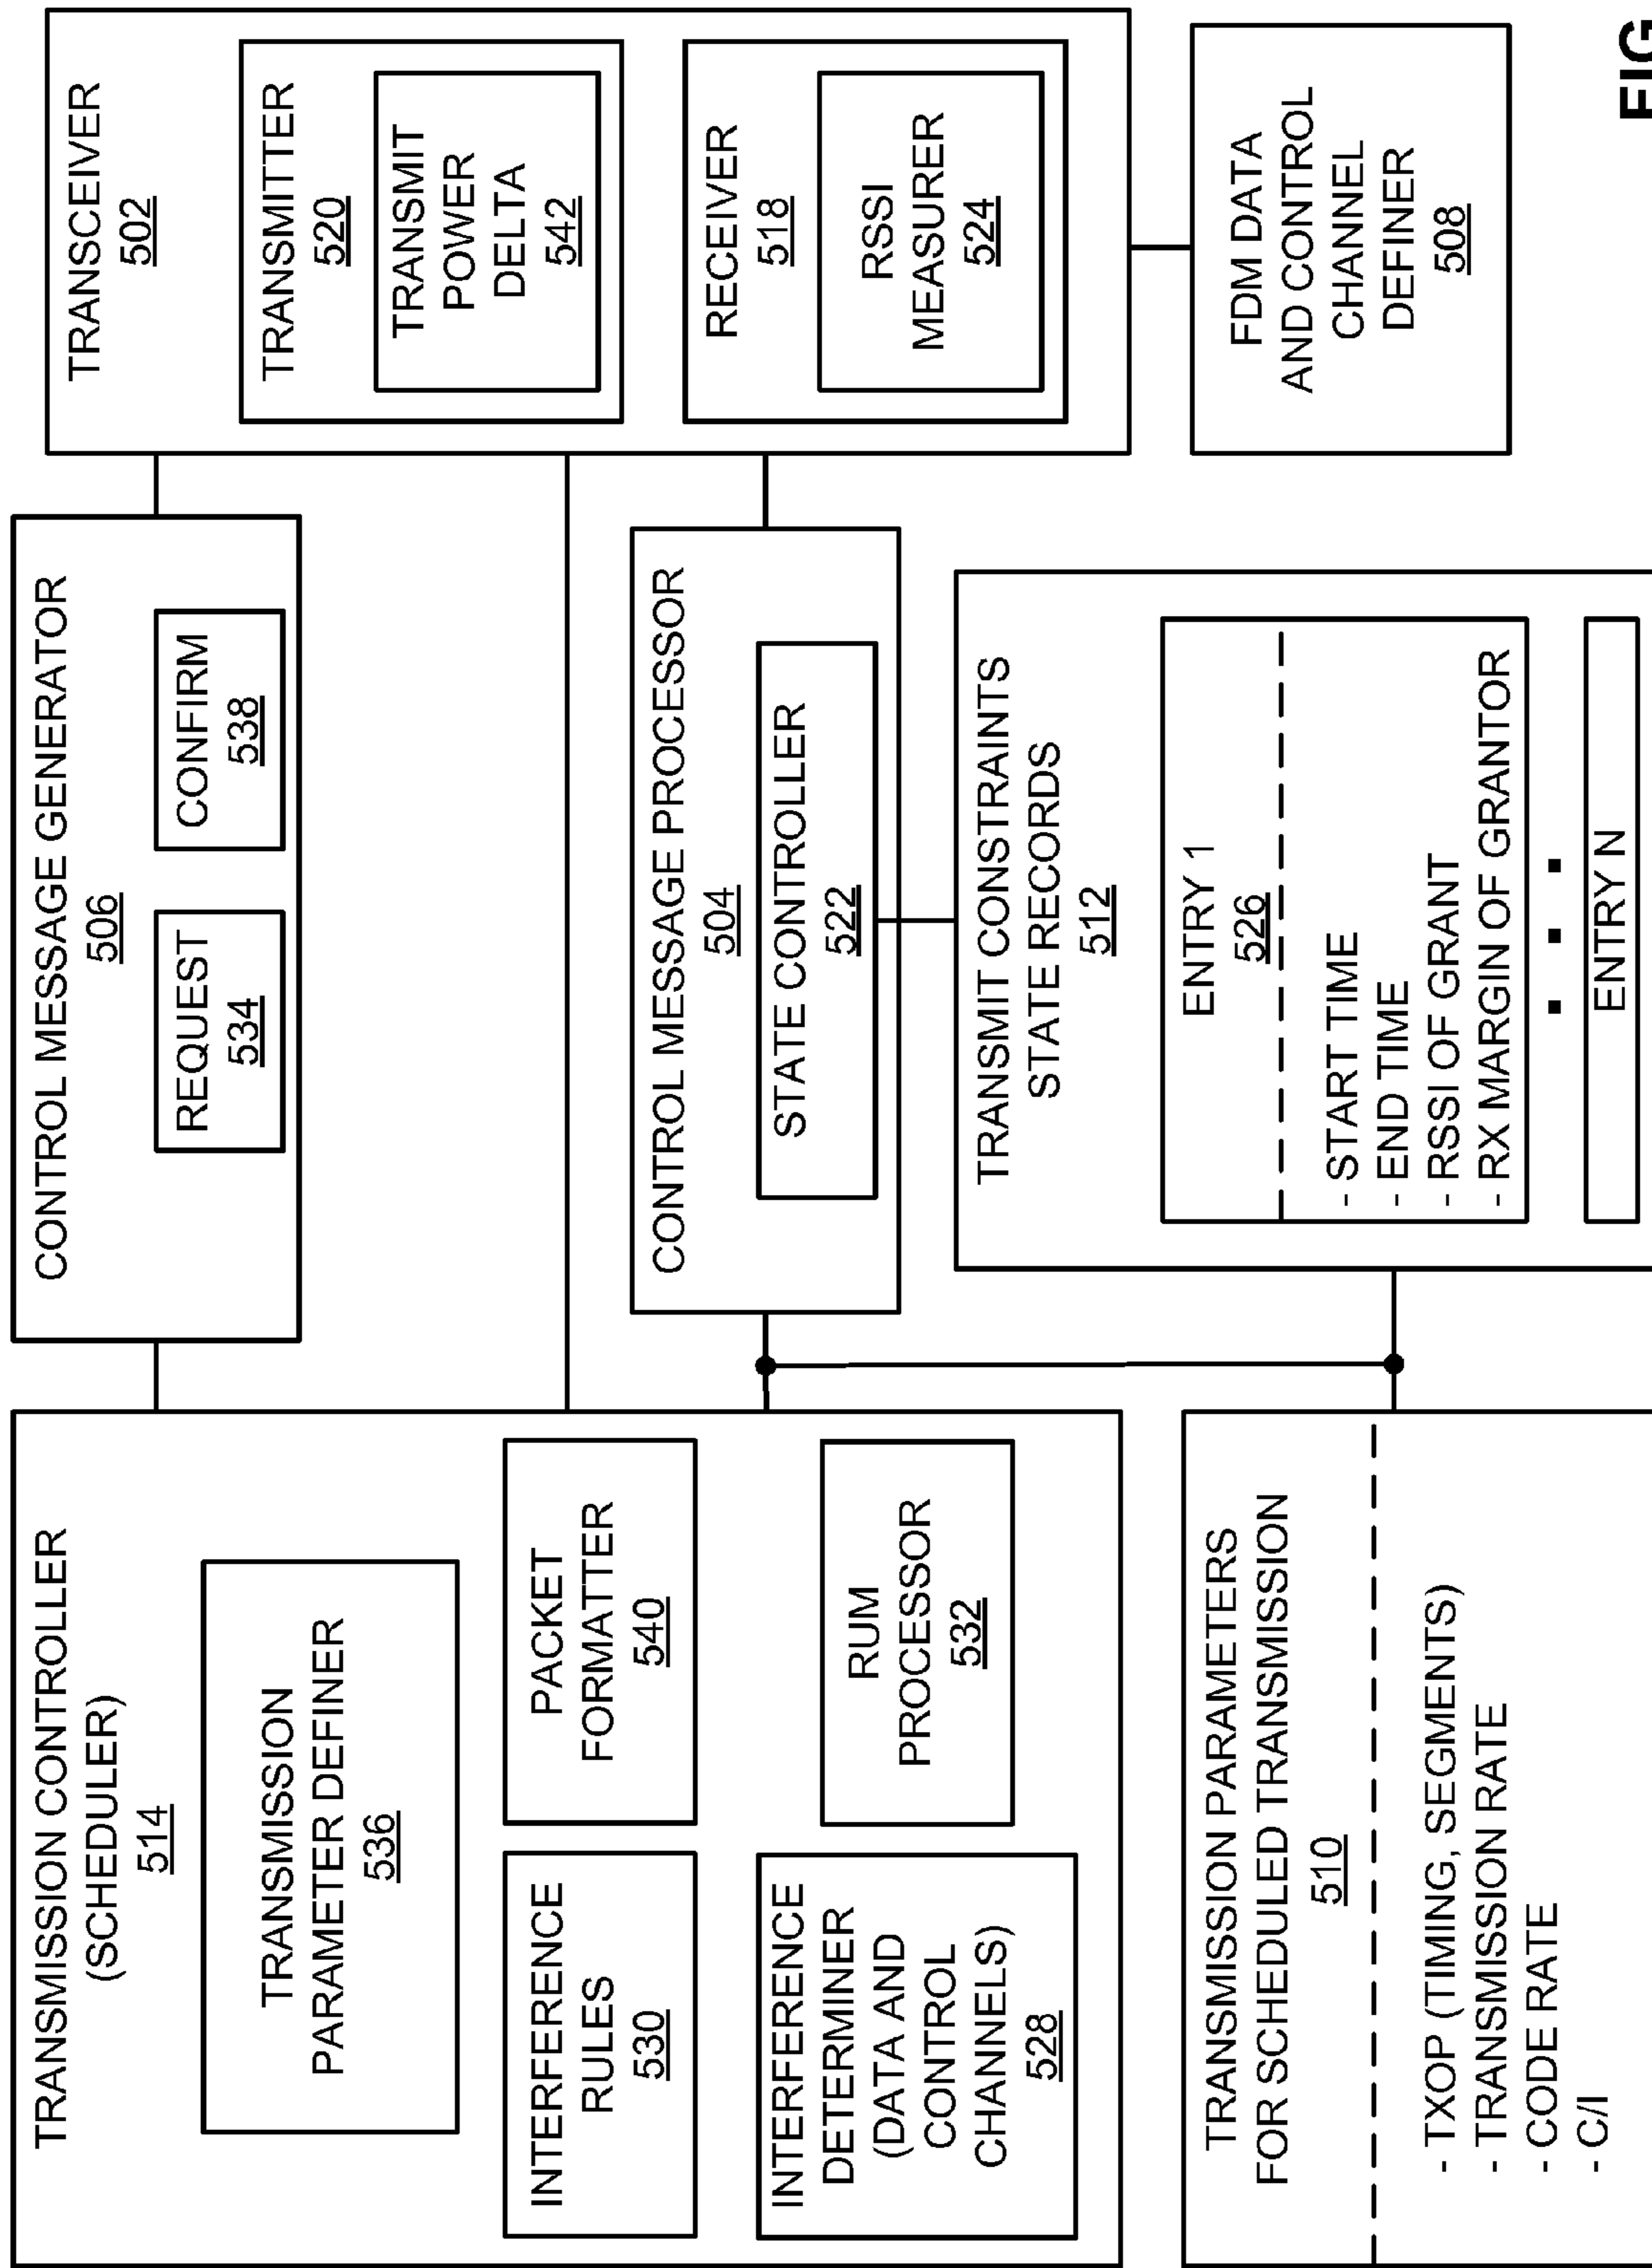 TRANSMISSION CONTROLLER
(SCHEDULER)
514
TRANSMISSION
PARAMETER DEFINER
536
INTERFERENCE
RULES
530
PACKET
FORMATTER
540
INTERFERENCE
DETERMINER
(DATA AND
CONTROL
CHANNELS)
528
RUM
PROCESSOR
532
TRANSMISSION PARAMETERS
FOR SCHEDULED TRANSMISSION
510
- TXOP (TIMING, SEGMENTS)
- TRANSMISSION RATE
- CODE RATE
- C/I
CONTROL MESSAGE GENERATOR
506
REQUEST
534
CONFIRM
538
CONTROL MESSAGE PROCESSOR
504
STATE CONTROLLER
522
TRANSMIT CONSTRAINTS
STATE RECORDS
512
ENTRY 1
526
- START TIME
- END TIME
- RSSI OF GRANT
- RX MARGIN OF GRANTOR
ENTRY N
TRANSCEIVER
502
TRANSMITTER
520
TRANSMIT
POWER
DELTA
542
RECEIVER
518
RSSI
MEASURER
524
FDM DATA
AND CONTROL
CHANNEL
DEFINER
508
FIG